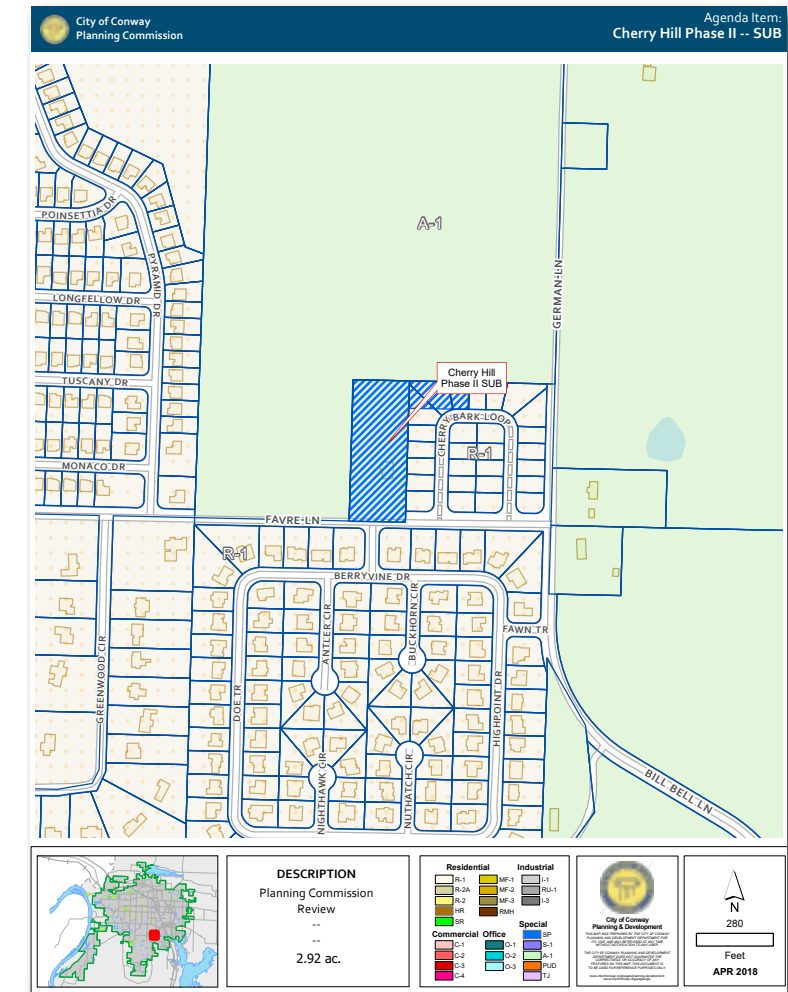 City of Conway
Planning Commission
Agenda Item:
Cherry Hill Phase II -- SUB
POINSETTIA DR
PYRAMID DR
LONGFELLOW DR
TUSCANY DR
MONACO DR
A-1
GERMAN LN
Cherry Hill
Phase II SUB
CHERRY BARK LOOP
R-1
FAVRE LN
R-1
BERRYVINE DR
ANTLER CIR
BUCKHORN CIR
FAWN TR
GREENWOOD CIR
DOE TR
HIGHPOINT DR
NIGHTHAWK CIR
NUTHATCH CIR
BILL BELL LN
DESCRIPTION
Planning Commission
Review
--
--
2.92 ac.
Residential
R-1
R-2A
R-2
HR
SR
MF-1
MF-2
MF-3
RMH
Industrial
I-1
RU-1
I-3
Commercial
C-1
C-2
C-3
C-4
Office
O-1
O-2
O-3
Special
SP
S-1
A-1
PUD
TJ
City of Conway
Planning & Development
N
280
Feet
APR 2018